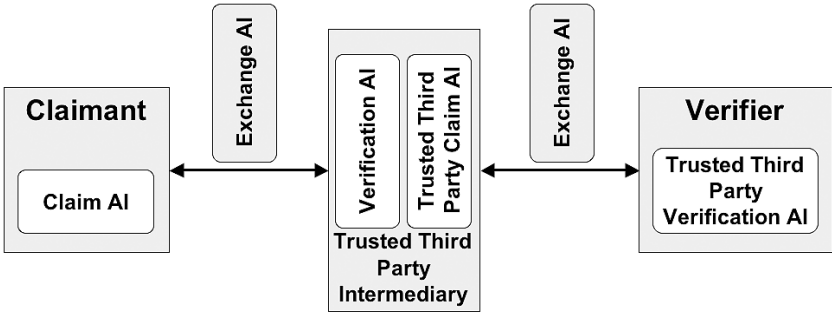 Claimant
Claim AI
Exchange AI
Verification AI
Trusted Third
Party Claim AI
Trusted Third
Party
Intermediary
Exchange AI
Verifier
Trusted Third
Party
Verification AI